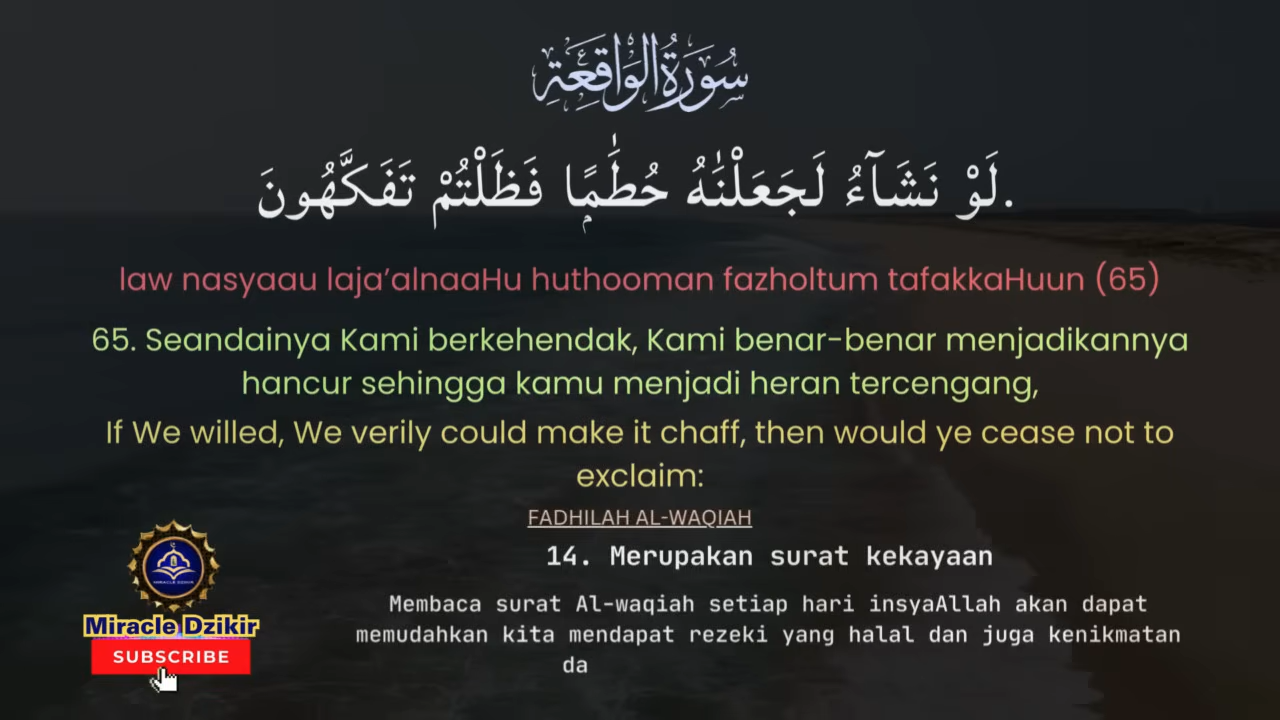 سُورَةُ الوَاقِعَةِ
لَوْ نَشَآءُ لَجَعَلْنَٰهُ حُطَٰمًۭا فَظَلْتُمْ تَفَكَّهُونَ.
law nasyaau laja’alnaaHu huthooman fazholtum tafakkaHuun (65)
65. Seandainya Kami berkehendak, Kami benar-benar menjadikannya
hancur sehingga kamu menjadi heran tercengang,
If We willed, We verily could make it chaff, then would ye cease not to
exclaim:
FADHILAH AL-WAQIAH
14. Merupakan surat kekayaan
Membaca surat Al-waqiah setiap hari insyaAllah akan dapat
memudahkan kita mendapat rezeki yang halal dan juga kenikmatan
da
MIRACLE DZIKIR
Miracle Dzikir
SUBSCRIBE